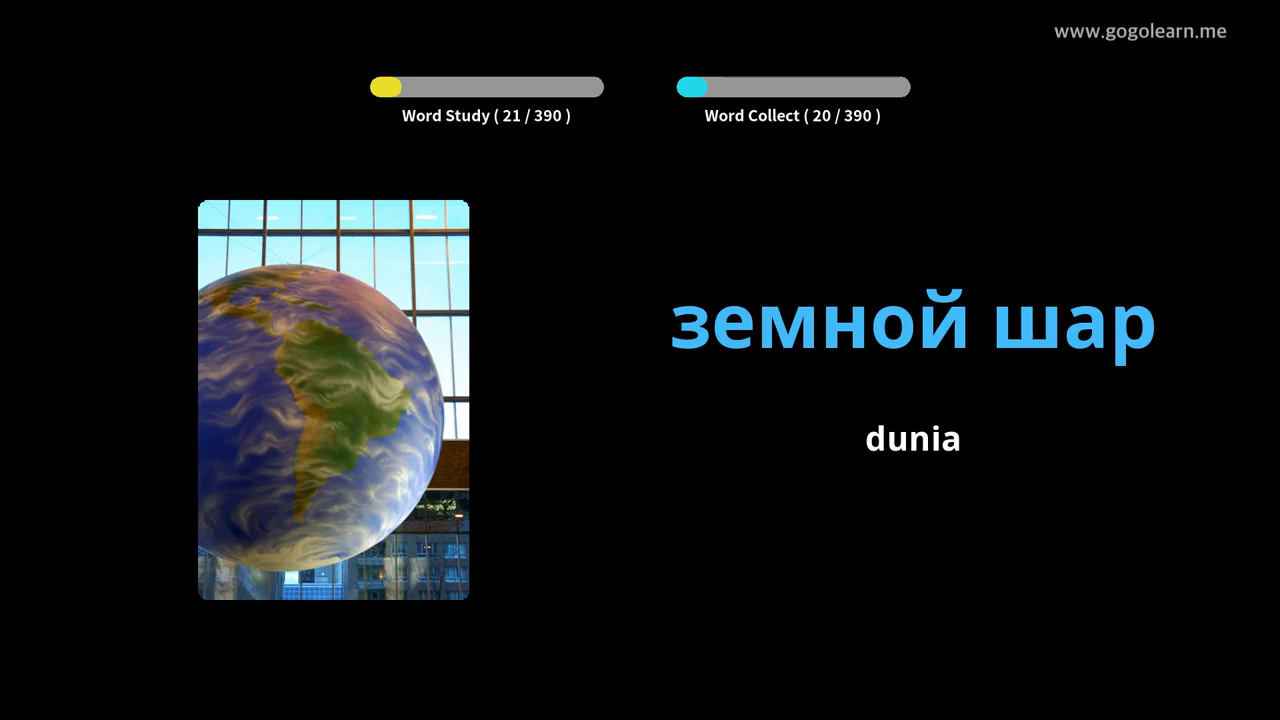 www.gogolearn.me
Word Study ( 21 / 390 )
Word Collect ( 20 / 390 )
земной шар
dunia